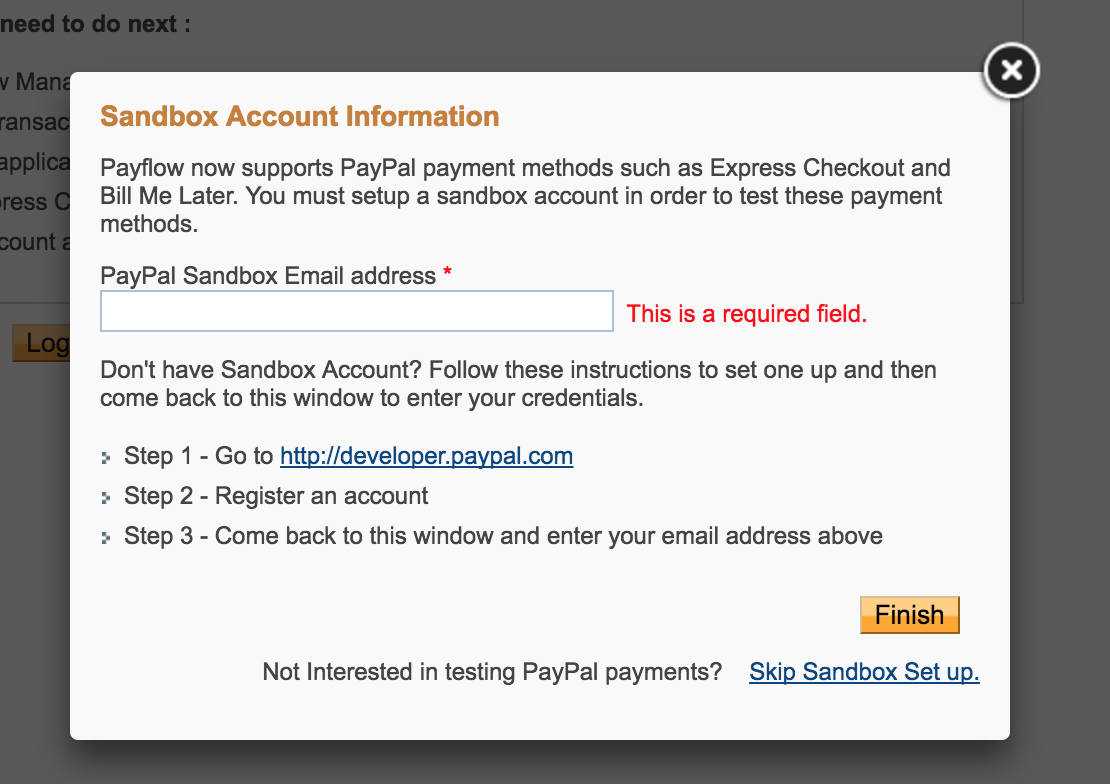 need to do next :
Sandbox Account Information
Payflow now supports PayPal payment methods such as Express Checkout and
Bill Me Later. You must setup a sandbox account in order to test these payment
methods.
PayPal Sandbox Email address *
This is a required field.
Log
Don't have Sandbox Account? Follow these instructions to set one up and then
come back to this window to enter your credentials.
Step 1 - Go to http://developer.paypal.com
Step 2 - Register an account
Step 3 - Come back to this window and enter your email address above
Finish
Not Interested in testing PayPal payments? Skip Sandbox Set up.